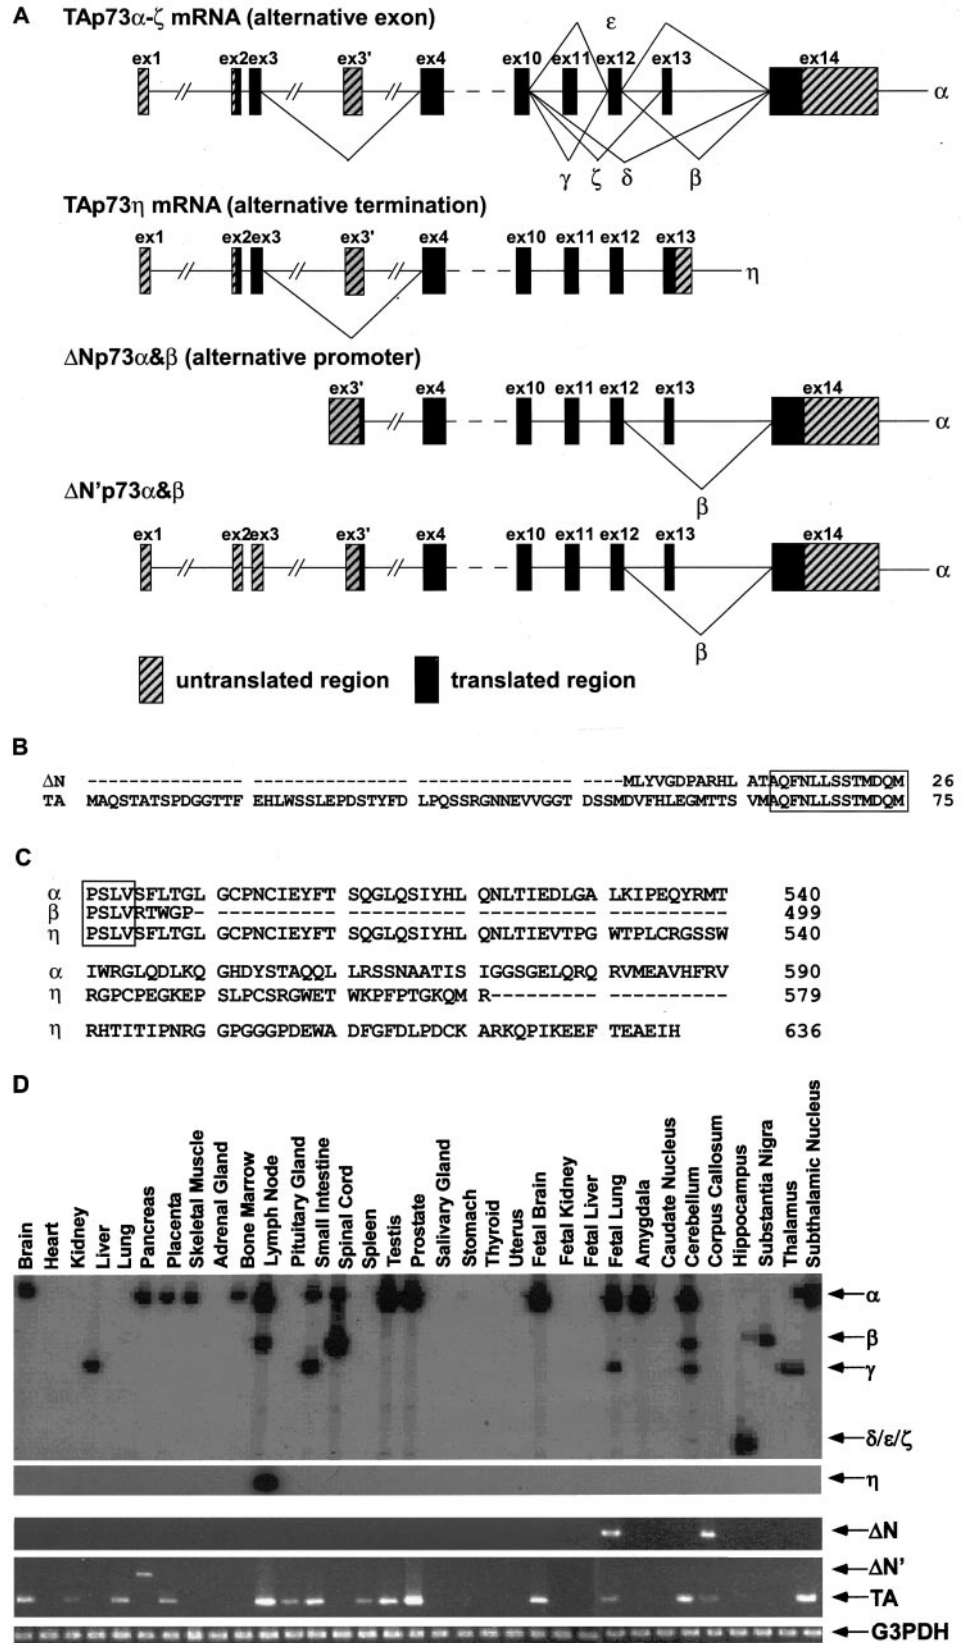 A
TAp73α-ζ mRNA (alternative exon)
ε
ex1 ex2 ex3 ex3' ex4 ex10 ex11 ex12 ex13 ex14
α
γ ζ δ β
TAp73η mRNA (alternative termination)
ex1 ex2 ex3 ex3' ex4 ex10 ex11 ex12 ex13
η
ΔNp73α&β (alternative promoter)
ex3' ex4 ex10 ex11 ex12 ex13 ex14
α
β
ΔN'p73α&β
ex1 ex2 ex3 ex3' ex4 ex10 ex11 ex12 ex13 ex14
α
β
untranslated region translated region
B
ΔN --------------- --------------- --------------- ----MLYVGDPARHL ATAQFNLLSSTMDQM 26
TA MAQSTATSPDGGTTF EHLWSSLEPDSTYFD LPQSSRGNNEVVGGT DSSMDVFHLEGMTTS VMAQFNLLSSTMDQM 75
C
α PSLVSFLTGL GCPNCIEYFT SQGLQSIYHL QNLTIEDLGA LKIPEQYRMT 540
β PSLVRTWGP- ---------- ---------- ---------- ---------- 499
η PSLVSFLTGL GCPNCIEYFT SQGLQSIYHL QNLTIEVTPG WTPLCRGSSW 540
α IWRGLQDLKQ GHDYSTAQQL LRSSNAATIS IGGSGELQRQ RVMEAVHFRV 590
η RGPCPEGKEP SLPCSRGWET WKPFPTGKQM R--------- ---------- 579
η RHTITIPNRG GPGGGPDEWA DFGFDLPDCK ARKQPIKEEF TEAEIH 636
D
Brain
Heart
Kidney
Liver
Lung
Pancreas
Placenta
Skeletal Muscle
Adrenal Gland
Bone Marrow
Lymph Node
Pituitary Gland
Small Intestine
Spinal Cord
Spleen
Testis
Prostate
Salivary Gland
Stomach
Thyroid
Uterus
Fetal Brain
Fetal Kidney
Fetal Liver
Fetal Lung
Amygdala
Caudate Nucleus
Cerebellum
Corpus Callosum
Hippocampus
Substantia Nigra
Thalamus
Subthalamic Nucleus
α
β
γ
δ/ε/ζ
η
ΔN
ΔN'
TA
G3PDH